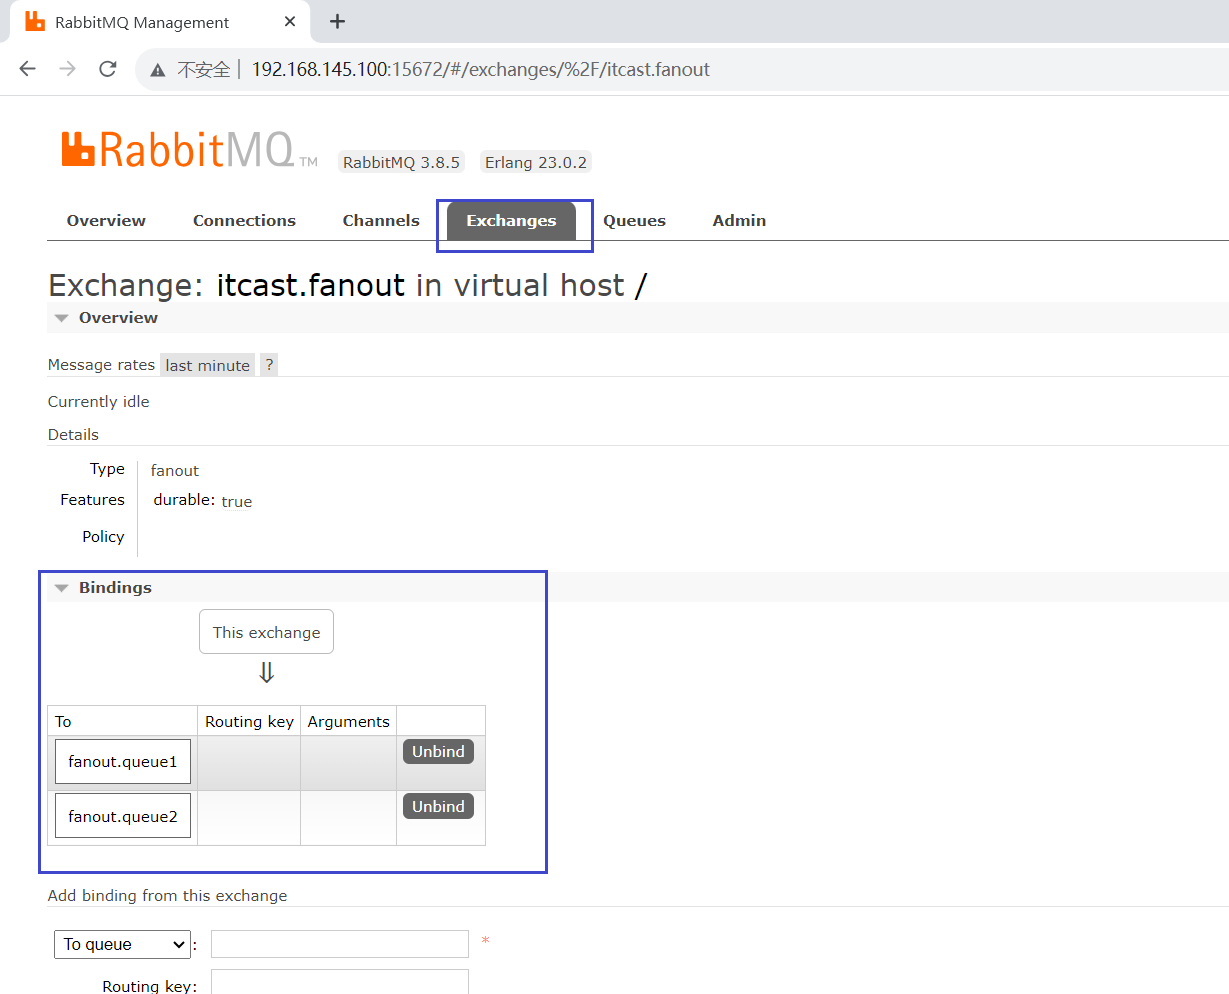 RabbitMQ Management
不安全 192.168.145.100:15672/#/exchanges/%2F/itcast.fanout
RabbitMQ TM RabbitMQ 3.8.5 Erlang 23.0.2
Overview Connections Channels Exchanges Queues Admin
Exchange: itcast.fanout in virtual host /
Overview
Message rates last minute ?
Currently idle
Details
Type fanout
Features durable: true
Policy
Bindings
This exchange
⇓
To Routing key Arguments
fanout.queue1 Unbind
fanout.queue2 Unbind
Add binding from this exchange
To queue : *
Routing key: